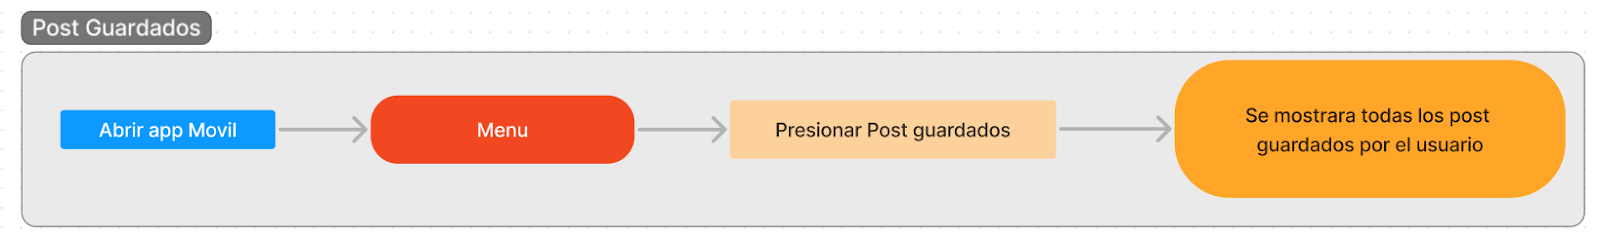 Post Guardados
Abrir app Movil
Menu
Presionar Post guardados
Se mostrara todas los post
guardados por el usuario